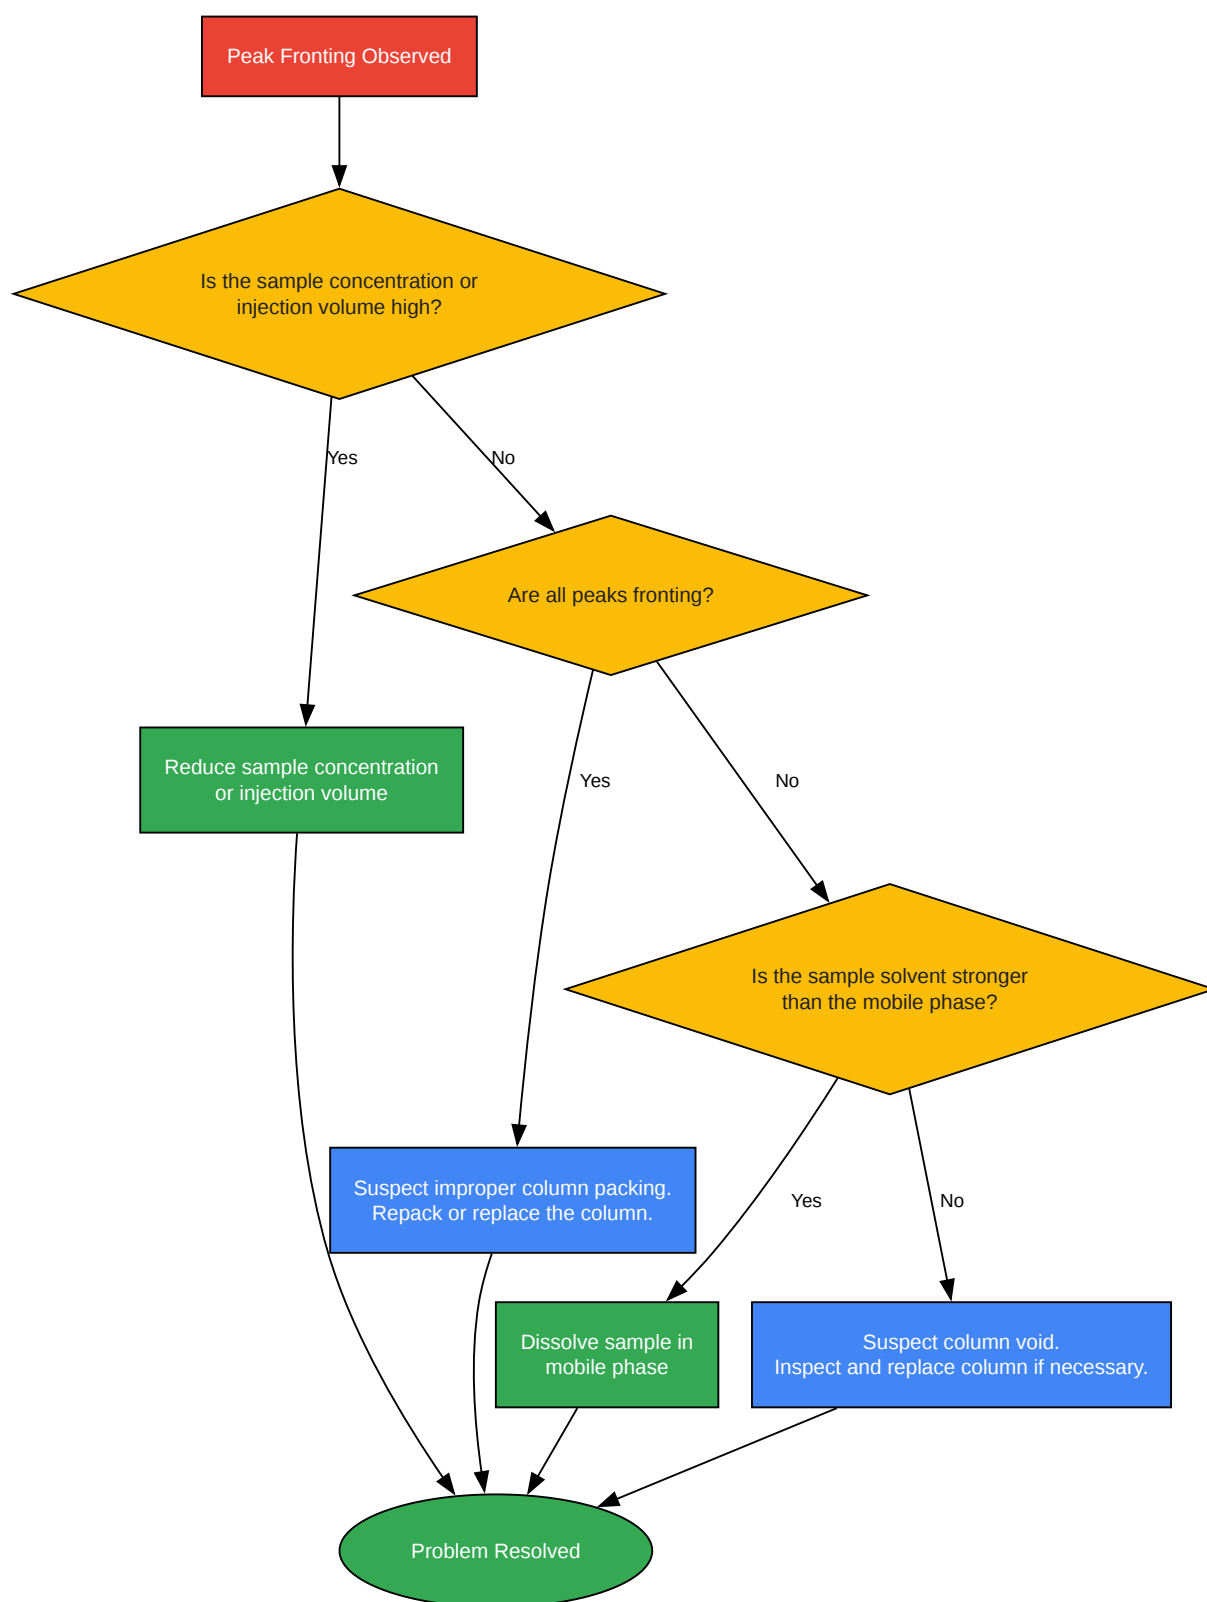 Peak Fronting Observed
Is the sample concentration or
injection volume high?
Yes
No
Are all peaks fronting?
Reduce sample concentration
or injection volume
Yes
No
Is the sample solvent stronger
than the mobile phase?
Suspect improper column packing.
Repack or replace the column.
Yes
No
Dissolve sample in
mobile phase
Suspect column void.
Inspect and replace column if necessary.
Problem Resolved